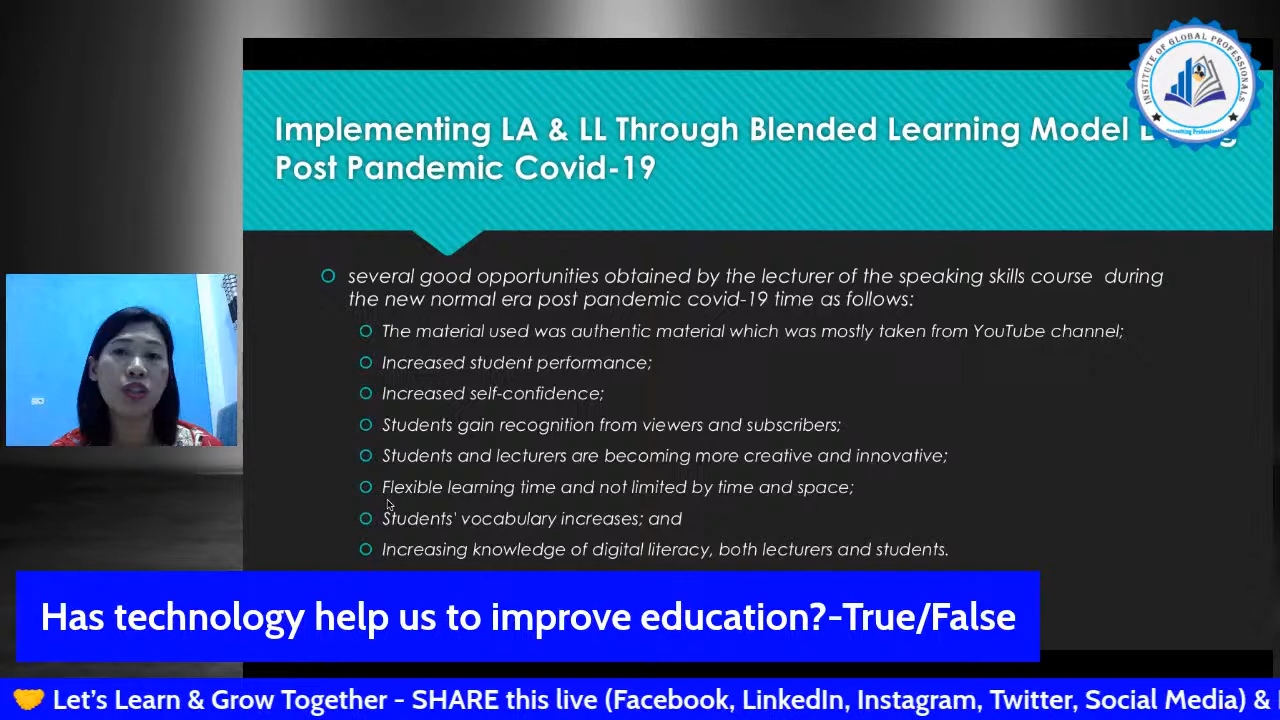 INSTITUTE OF GLOBAL PROFESSIONALS
Implementing LA & LL Through Blended Learning Model
Post Pandemic Covid-19
several good opportunities obtained by the lecturer of the speaking skills course during
the new normal era post pandemic covid-19 time as follows:
The material used was authentic material which was mostly taken from YouTube channel;
Increased student performance;
Increased self-confidence;
Students gain recognition from viewers and subscribers;
Students and lecturers are becoming more creative and innovative;
Flexible learning time and not limited by time and space;
Students' vocabulary increases; and
Increasing knowledge of digital literacy, both lecturers and students.
Has technology help us to improve education?-True/False
Let's Learn & Grow Together - SHARE this live (Facebook, LinkedIn, Instagram, Twitter, Social Media) &